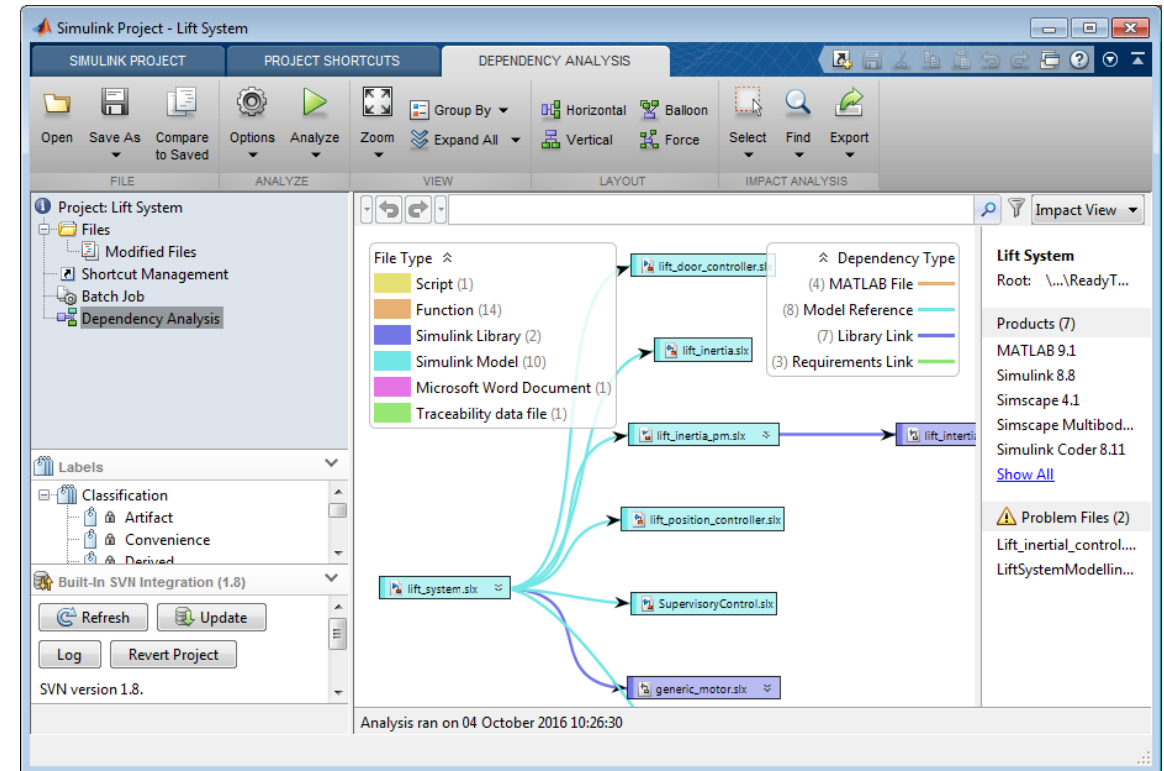 Simulink Project - Lift System
SIMULINK PROJECT
PROJECT SHORTCUTS
DEPENDENCY ANALYSIS
Open
Save As
Compare
to Saved
Options
Analyze
Zoom
Group By
Expand All
Horizontal
Vertical
Balloon
Force
Select
Find
Export
FILE
ANALYZE
VIEW
LAYOUT
IMPACT ANALYSIS
Project: Lift System
Files
Modified Files
Shortcut Management
Batch Job
Dependency Analysis
Labels
Classification
Artifact
Convenience
Derived
Built-In SVN Integration (1.8)
Refresh
Update
Log
Revert Project
SVN version 1.8.
Impact View
File Type
Script (1)
Function (14)
Simulink Library (2)
Simulink Model (10)
Microsoft Word Document (1)
Traceability data file (1)
Dependency Type
(4) MATLAB File
(8) Model Reference
(7) Library Link
(3) Requirements Link
lift_door_controller.sl
lift_inertia.slx
lift_inertia_pm.slx
lift_interti
lift_position_controller.slx
lift_system.slx
SupervisoryControl.slx
generic_motor.slx
Lift System
Root: \...\ReadyT...
Products (7)
MATLAB 9.1
Simulink 8.8
Simscape 4.1
Simscape Multibod...
Simulink Coder 8.11
Show All
Problem Files (2)
Lift_inertial_control....
LiftSystemModellin...
Analysis ran on 04 October 2016 10:26:30